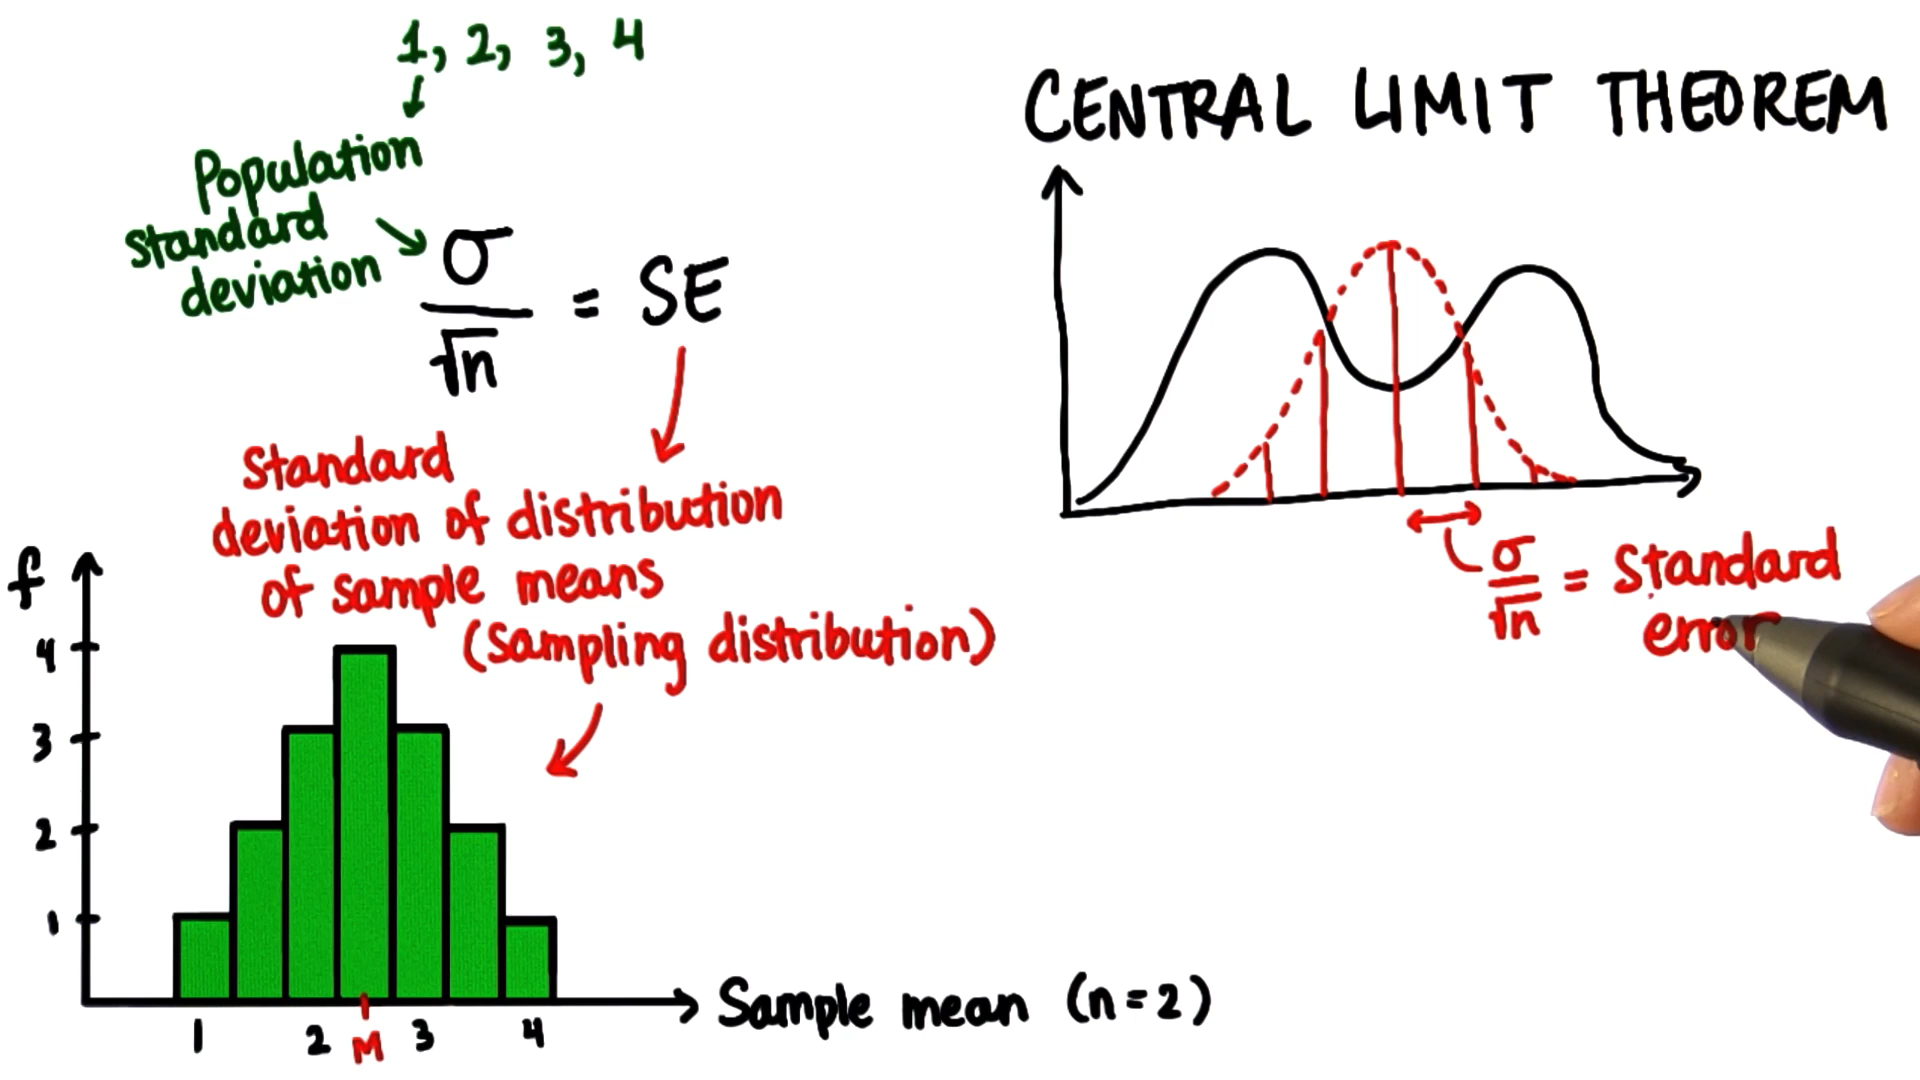 1, 2, 3, 4
Population
standard
deviation
σ
√n
= SE
Standard
deviation of distribution
of sample means
(sampling distribution)
f
4
3
2
1
1 2 M 3 4
Sample mean (n=2)
CENTRAL LIMIT THEOREM
σ
√n
= Standard
error